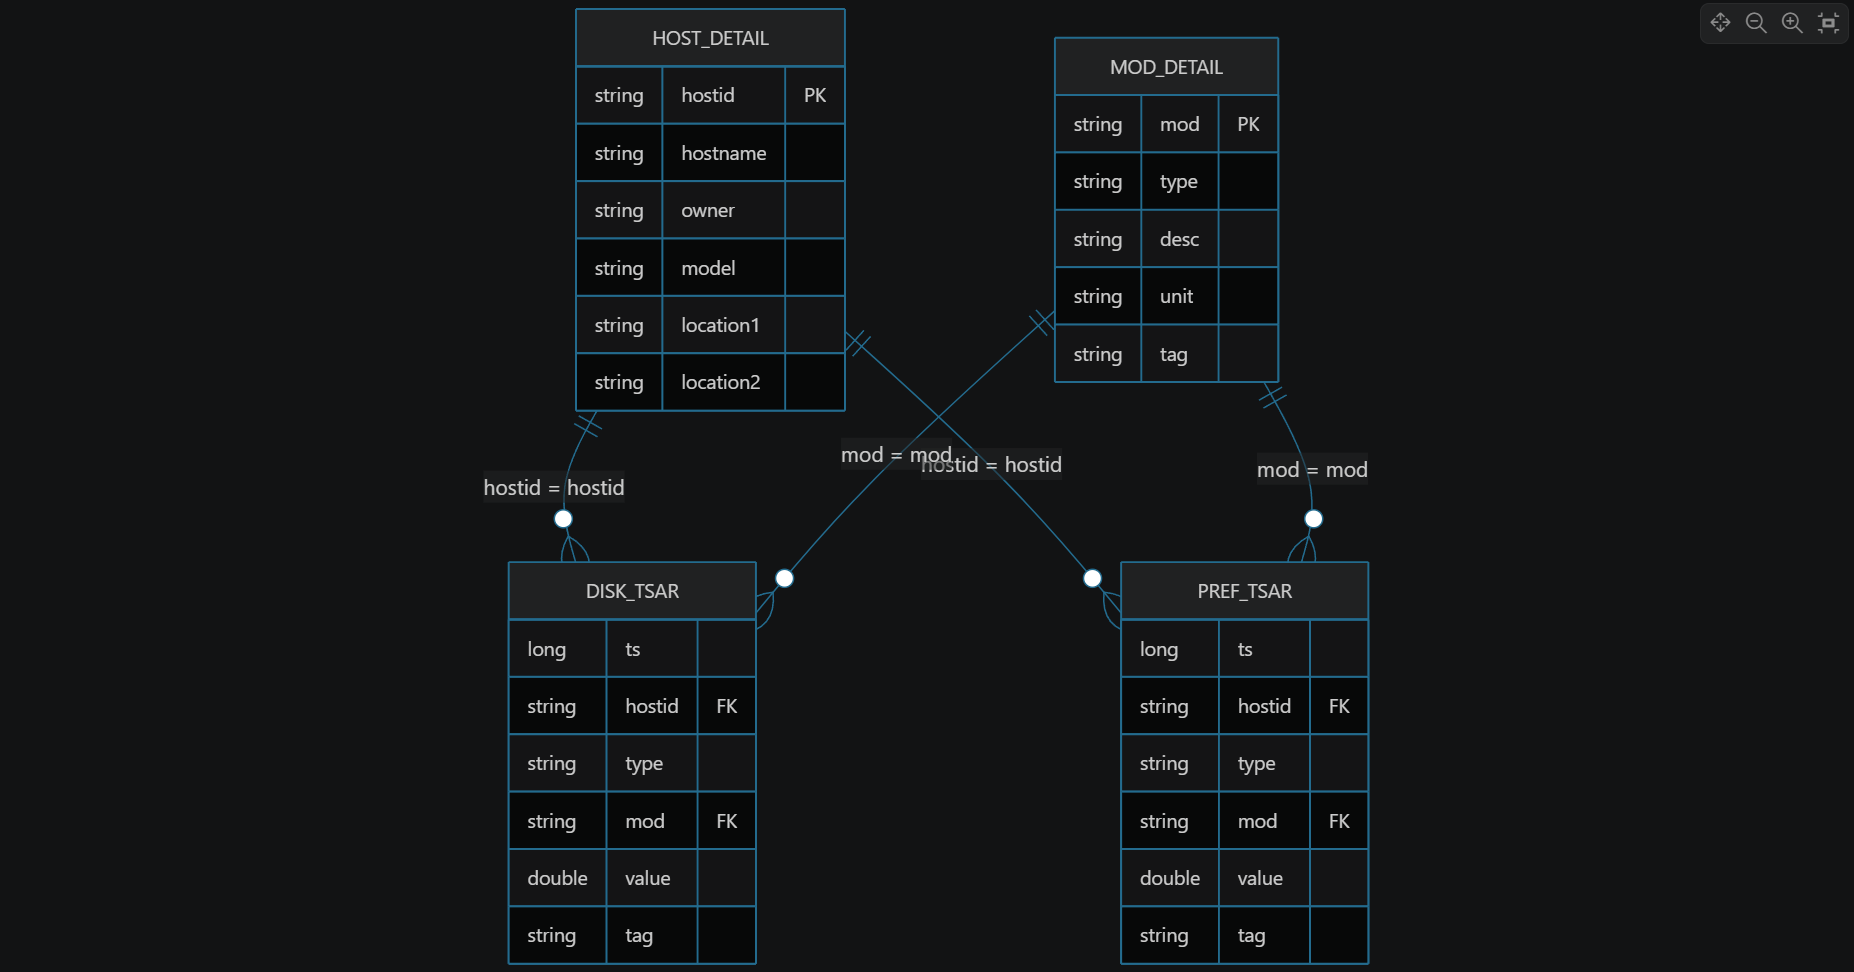 HOST_DETAIL
string hostid PK
string hostname
string owner
string model
string location1
string location2
MOD_DETAIL
string mod PK
string type
string desc
string unit
string tag
hostid = hostid
mod = mod
hostid = hostid
mod = mod
DISK_TSAR
long ts
string hostid FK
string type
string mod FK
double value
string tag
PREF_TSAR
long ts
string hostid FK
string type
string mod FK
double value
string tag